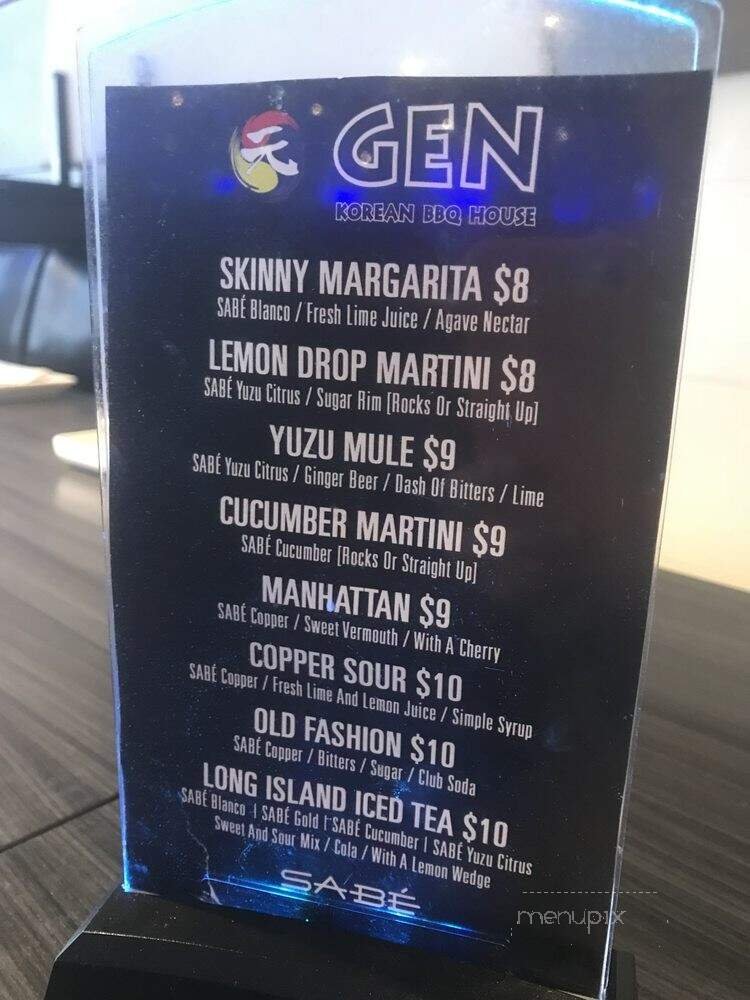 元 GEN
KOREAN BBQ HOUSE
SKINNY MARGARITA $8
SABÉ Blanco / Fresh Lime Juice / Agave Nectar
LEMON DROP MARTINI $8
SABÉ Yuzu Citrus / Sugar Rim [Rocks Or Straight Up]
YUZU MULE $9
SABÉ Yuzu Citrus / Ginger Beer / Dash Of Bitters / Lime
CUCUMBER MARTINI $9
SABÉ Cucumber [Rocks Or Straight Up]
MANHATTAN $9
SABÉ Copper / Sweet Vermouth / With A Cherry
COPPER SOUR $10
SABÉ Copper / Fresh Lime And Lemon Juice / Simple Syrup
OLD FASHION $10
SABÉ Copper / Bitters / Sugar / Club Soda
LONG ISLAND ICED TEA $10
SABÉ Blanco | SABÉ Gold | SABÉ Cucumber | SABÉ Yuzu Citrus
Sweet And Sour Mix / Cola / With A Lemon Wedge
SABÉ
menupix